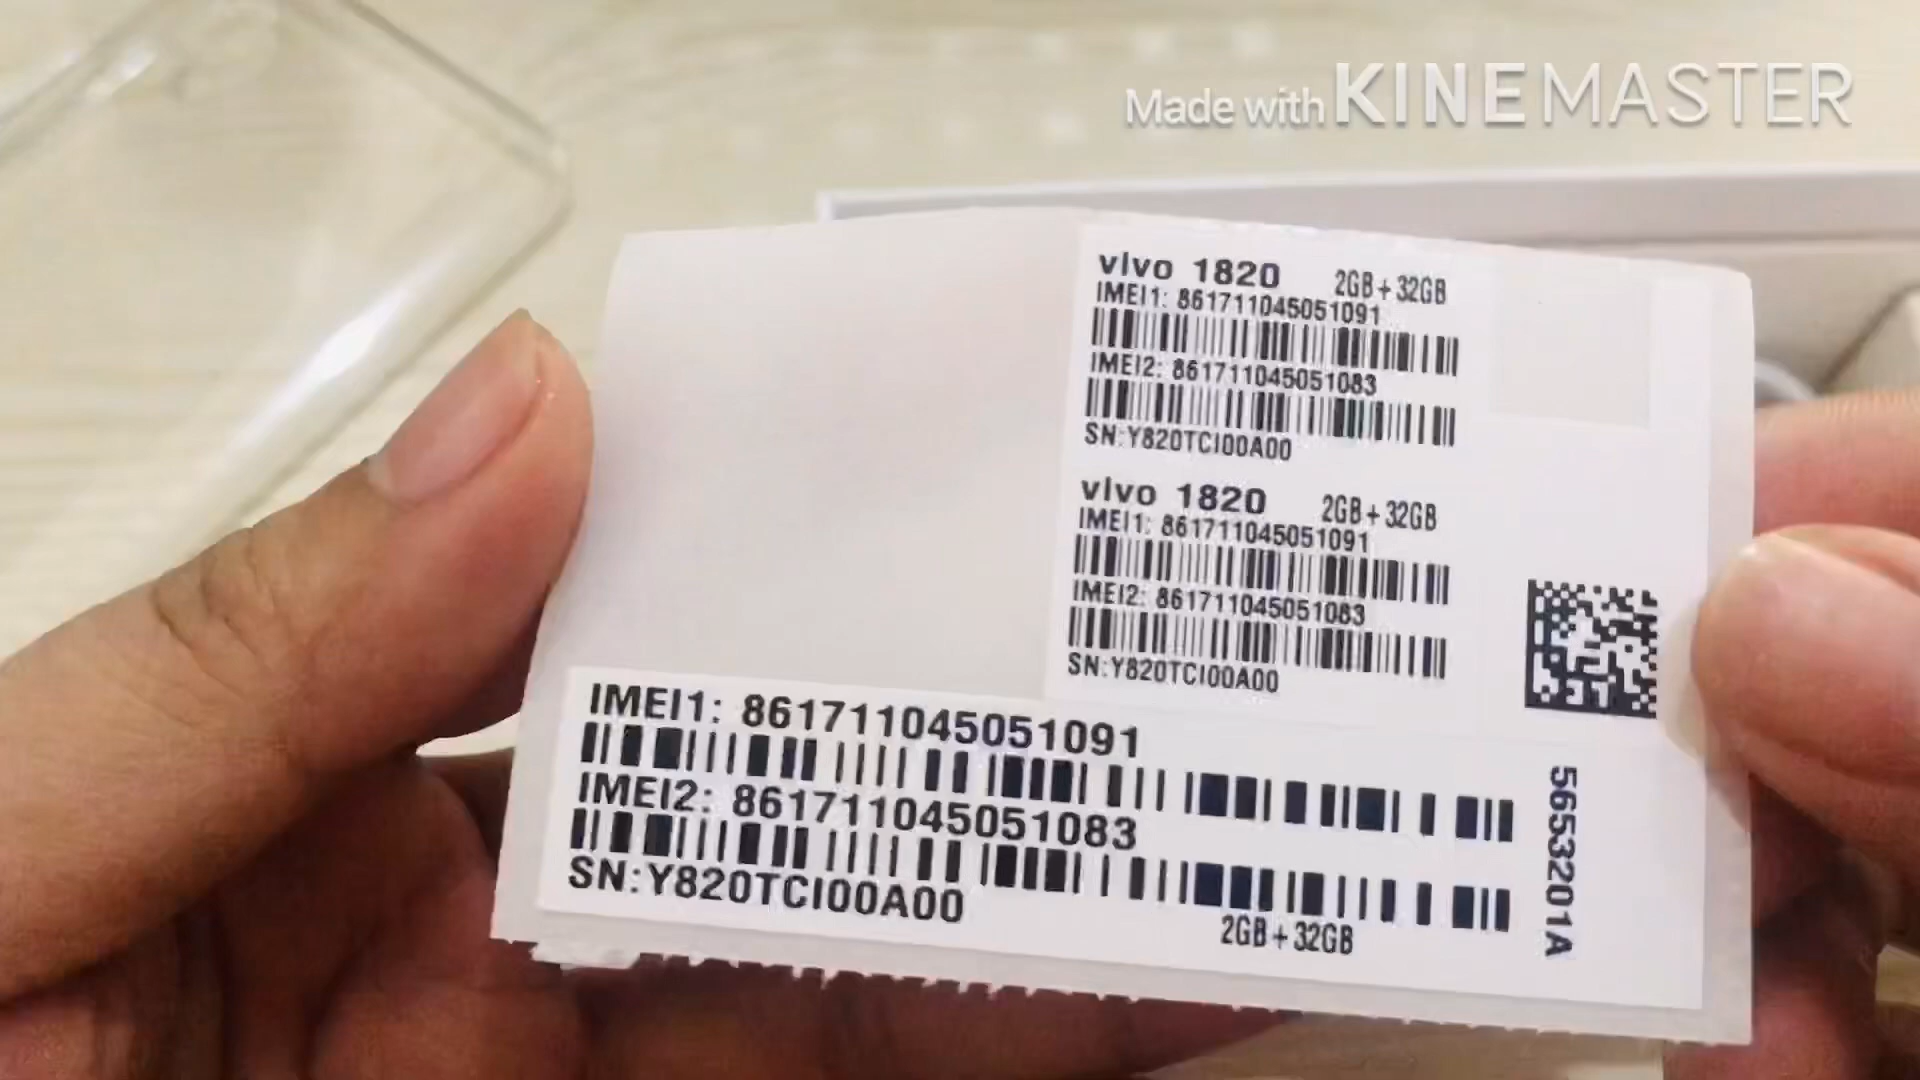 Made with KINEMASTER
vivo 1820 2GB+32GB
IMEI1: 861711045051091
IMEI2: 861711045051083
SN:Y820TCI00A00
vivo 1820 2GB+32GB
IMEI1: 861711045051091
IMEI2: 861711045051083
SN:Y820TCI00A00
IMEI1: 861711045051091
IMEI2: 861711045051083
SN:Y820TCI00A00
2GB+32GB
5653201A